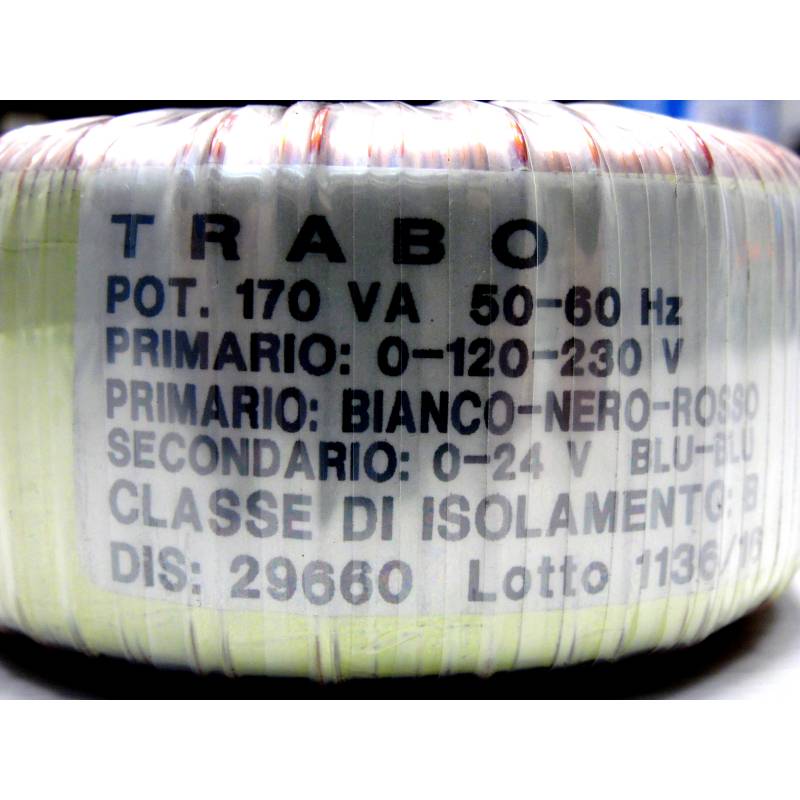 TRABO
POT. 170 VA 50-60 Hz
PRIMARIO: 0-120-230 V
PRIMARIO: BIANCO-NERO-ROSSO
SECONDARIO: 0-24 V BLU-BLU
CLASSE DI ISOLAMENTO: B
DIS: 29660 Lotto 1136/16